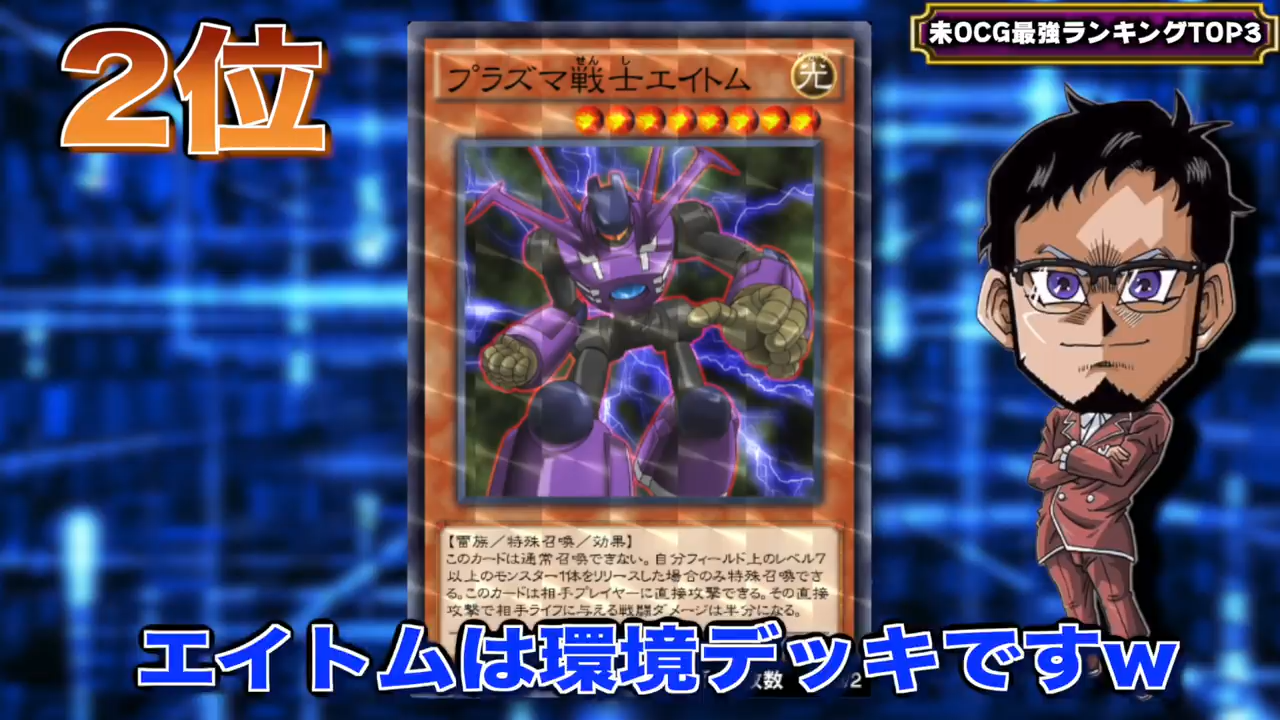 2位
未OCG最強ランキングTOP3
プラズマ戦士エイトム
せんし
光
【雷族／特殊召喚／効果】
このカードは通常召喚できない。自分フィールド上のレベル7
以上のモンスター1体をリリースした場合のみ特殊召喚でき
る。このカードは相手プレイヤーに直接攻撃できる。その直接
攻撃で相手ライフに与える戦闘ダメージは半分になる。
エイトムは環境デッキですw
枚数
/2